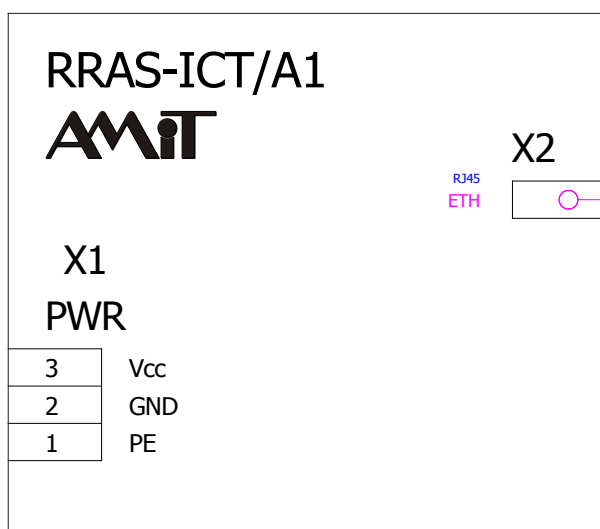 RRAS-ICT/A1
AMiT
X2
RJ45
ETH
X1
PWR
3 Vcc
2 GND
1 PE